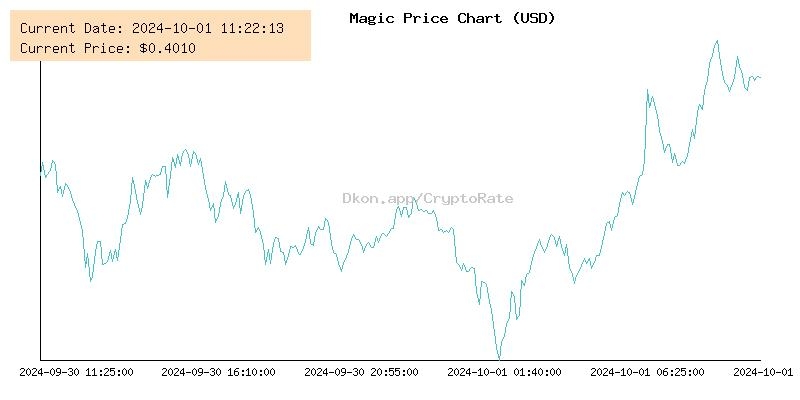 Magic Price Chart (USD)
Current Date: 2024-10-01 11:22:13
Current Price: $0.4010
Dkon.app/CryptoRate
2024-09-30 11:25:00 2024-09-30 16:10:00 2024-09-30 20:55:00 2024-10-01 01:40:00 2024-10-01 06:25:00 2024-10-01